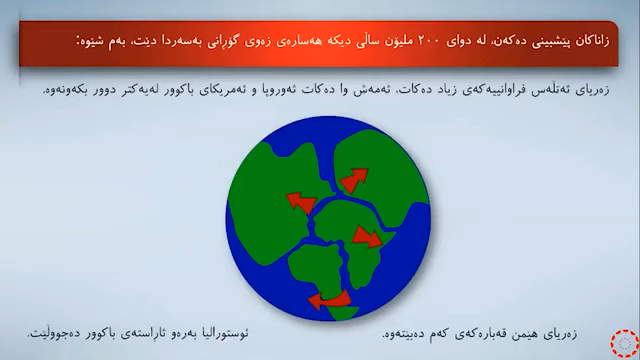 زاناکان پێشبینی دەکەن، لە دوای ٢٠٠ ملیۆن ساڵی دیکە هەسارەی زەوی گۆڕانی بەسەردا دێت، بەم شێوە:
زەریای ئەتڵەس فراوانییەکەی زیاد دەکات، ئەمەش وا دەکات ئەوروپا و ئەمریکای باکوور لەیەکتر دوور بکەونەوە.
زەریای هێمن قەبارەکەی کەم دەبێتەوە.
ئوستورالیا بەرەو ئاراستەی باکوور دەجووڵێت.